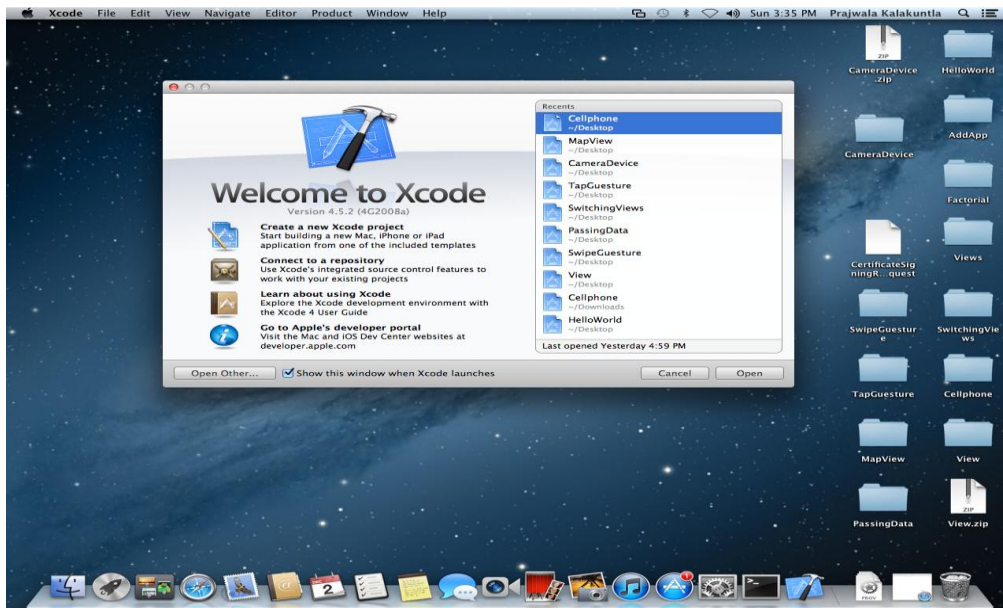 Xcode File Edit View Navigate Editor Product Window Help Sun 3:35 PM Prajwala Kalakuntla
Welcome to Xcode
Version 4.5.2 (4G2008a)
Create a new Xcode project
Start building a new Mac, iPhone or iPad
application from one of the included templates
Connect to a repository
Use Xcode's integrated source control features to
work with your existing projects
Learn about using Xcode
Explore the Xcode development environment with
the Xcode 4 User Guide
Go to Apple's developer portal
Visit the Mac and iOS Dev Center websites at
developer.apple.com
Recents
Cellphone
~/Desktop
MapView
~/Desktop
CameraDevice
~/Desktop
TapGuesture
~/Desktop
SwitchingViews
~/Desktop
PassingData
~/Desktop
SwipeGuesture
~/Desktop
View
~/Desktop
Cellphone
~/Downloads
HelloWorld
~/Desktop
Last opened Yesterday 4:59 PM
Open Other...
Show this window when Xcode launches
Cancel
Open
ZIP
CameraDevice
.zip
HelloWorld
CameraDevice
AddApp
Factorial
CertificateSig
ningR...quest
Views
SwipeGuestur
e
SwitchingVie
ws
TapGuesture
Cellphone
MapView
View
PassingData
ZIP
View.zip
2
1
PROV